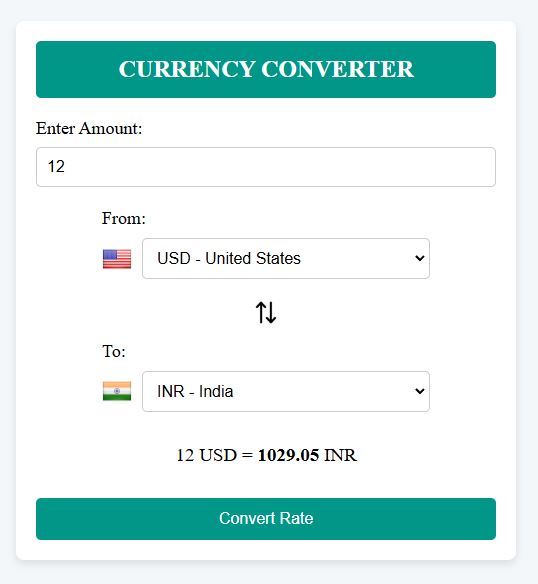 CURRENCY CONVERTER
Enter Amount:
12
From:
USD - United States
To:
INR - India
12 USD = 1029.05 INR
Convert Rate